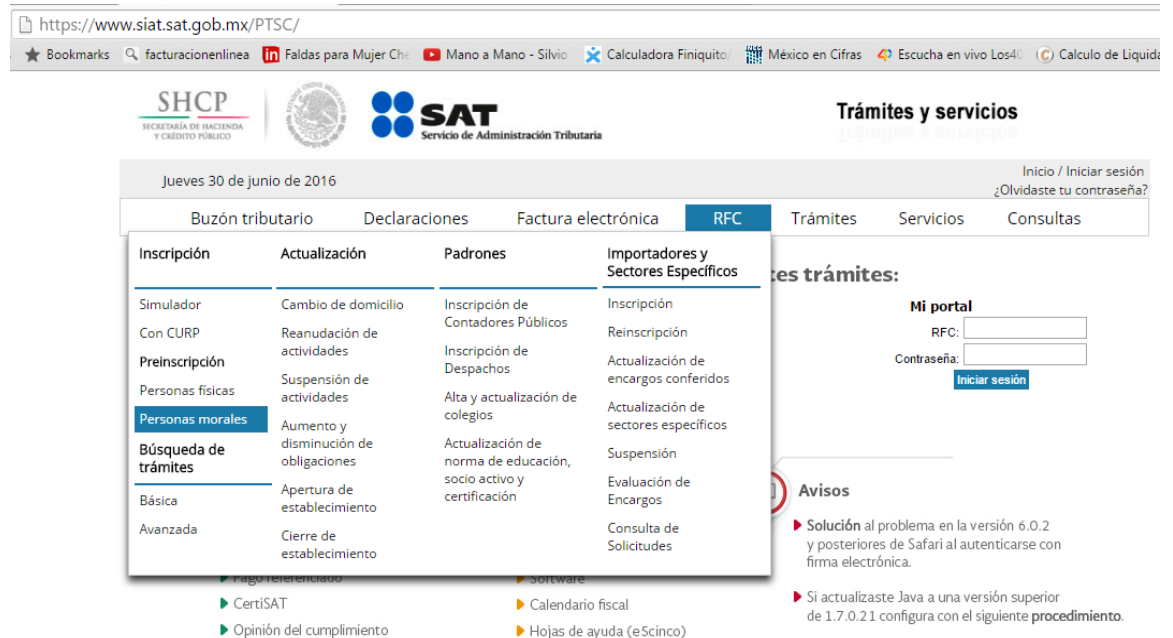 https://www.siat.sat.gob.mx/PTSC/
Bookmarks facturacionenlinea Faldas para Mujer Che Mano a Mano - Silvio Calculadora Finiquito/ México en Cifras Escucha en vivo Los40 Calculo de Liquida
SHCP
SECRETARÍA DE HACIENDA
Y CRÉDITO PÚBLICO
SAT
Servicio de Administración Tributaria
Trámites y servicios
Jueves 30 de junio de 2016
Inicio / Iniciar sesión
¿Olvidaste tu contraseña?
Buzón tributario Declaraciones Factura electrónica RFC Trámites Servicios Consultas
Inscripción
Simulador
Con CURP
Preinscripción
Personas físicas
Personas morales
Búsqueda de
trámites
Básica
Avanzada
Actualización
Cambio de domicilio
Reanudación de
actividades
Suspensión de
actividades
Aumento y
disminución de
obligaciones
Apertura de
establecimiento
Cierre de
establecimiento
Padrones
Inscripción de
Contadores Públicos
Inscripción de
Despachos
Alta y actualización de
colegios
Actualización de
norma de educación,
socio activo y
certificación
Importadores y
Sectores Específicos
Inscripción
Reinscripción
Actualización de
encargos conferidos
Actualización de
sectores específicos
Suspensión
Evaluación de
Encargos
Consulta de
Solicitudes
tes trámites:
Mi portal
RFC:
Contraseña:
Iniciar sesión
Avisos
Solución al problema en la versión 6.0.2
y posteriores de Safari al autenticarse con
firma electrónica.
Si actualizaste Java a una versión superior
de 1.7.0.21 configura con el siguiente procedimiento.
Pago referenciado
CertiSAT
Opinión del cumplimiento
Software
Calendario fiscal
Hojas de ayuda (e5cinco)